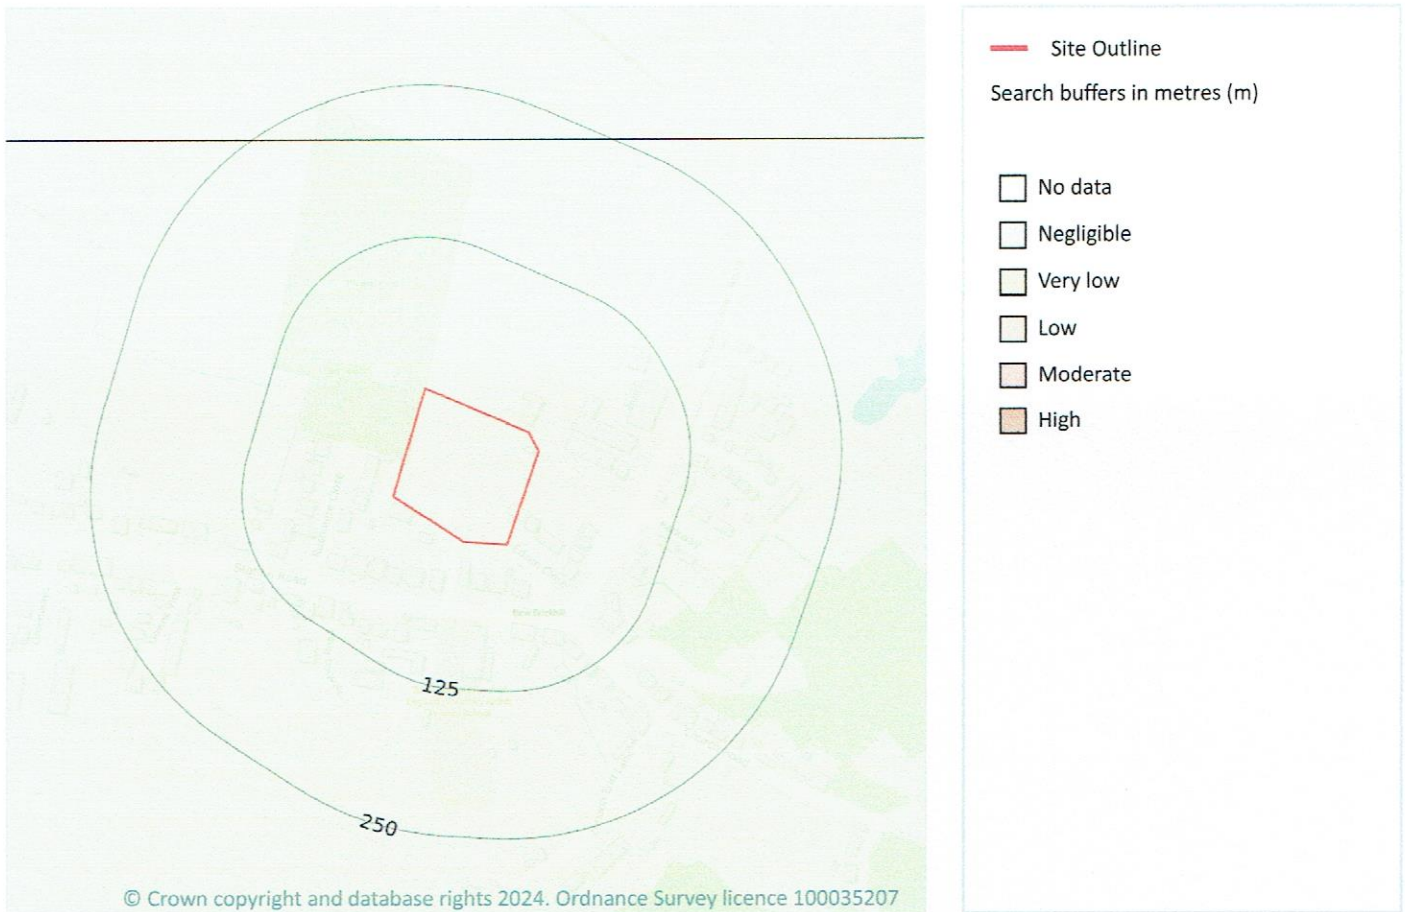 Site Outline
Search buffers in metres (m)
No data
Negligible
Very low
Low
Moderate
High
125
250
© Crown copyright and database rights 2024. Ordnance Survey licence 100035207